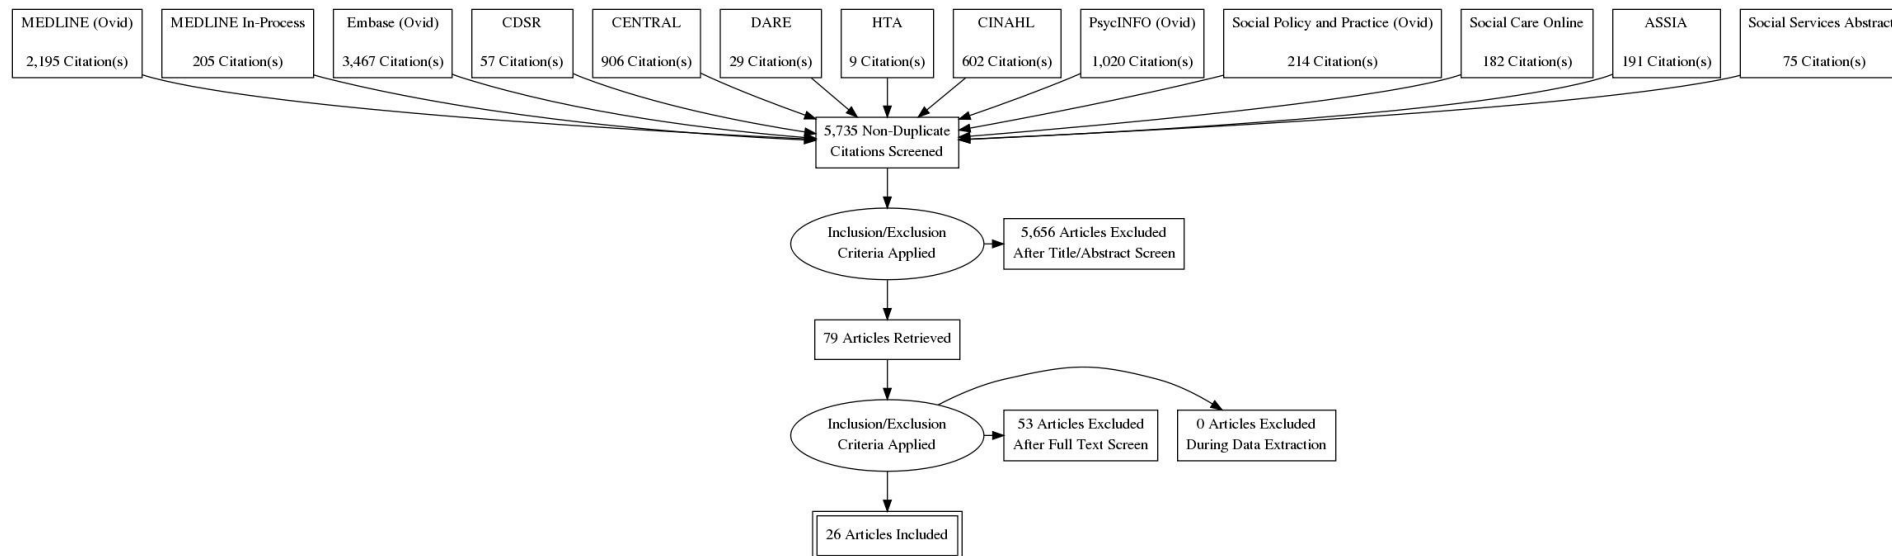 MEDLINE (Ovid)
2,195 Citation(s)
MEDLINE In-Process
205 Citation(s)
Embase (Ovid)
3,467 Citation(s)
CDSR
57 Citation(s)
CENTRAL
906 Citation(s)
DARE
29 Citation(s)
HTA
9 Citation(s)
CINAHL
602 Citation(s)
PsycINFO (Ovid)
1,020 Citation(s)
Social Policy and Practice (Ovid)
214 Citation(s)
Social Care Online
182 Citation(s)
ASSIA
191 Citation(s)
Social Services Abstract
75 Citation(s)
5,735 Non-Duplicate
Citations Screened
Inclusion/Exclusion
Criteria Applied
5,656 Articles Excluded
After Title/Abstract Screen
79 Articles Retrieved
Inclusion/Exclusion
Criteria Applied
53 Articles Excluded
After Full Text Screen
0 Articles Excluded
During Data Extraction
26 Articles Included